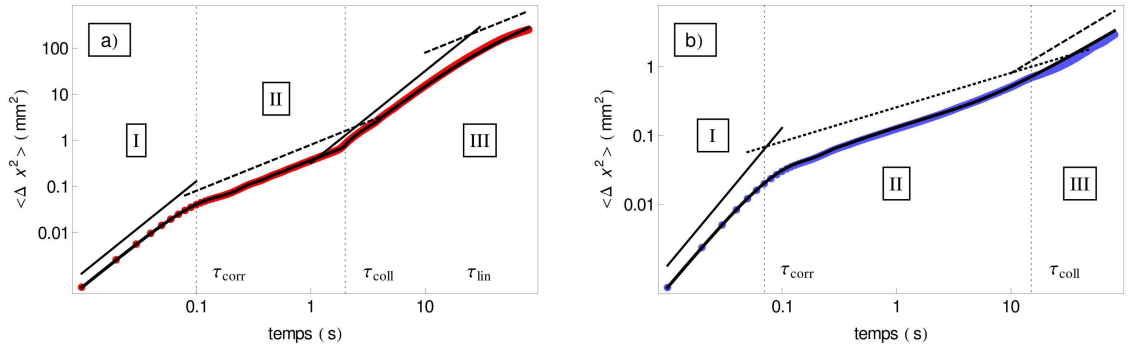 a)
I
II
III
100
10
1
0.1
0.01
< Δ x² > ( mm² )
τcorr
τcoll
τlin
0.1
1
10
temps ( s)
b)
I
II
III
1
0.1
0.01
< Δ x² > ( mm² )
τcorr
τcoll
0.1
1
10
temps ( s)